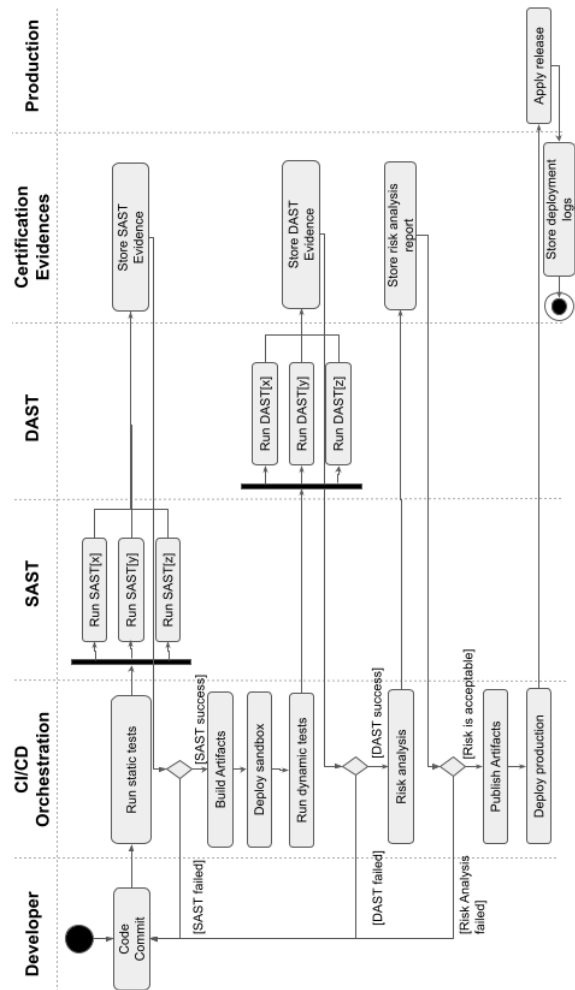 Developer
CI/CD
Orchestration
SAST
DAST
Certification
Evidences
Production
Code
Commit
Run static tests
Run SAST[x]
Run SAST[y]
Run SAST[z]
Store SAST
Evidence
[SAST failed]
[SAST success]
Build Artifacts
Deploy sandbox
Run dynamic tests
Run DAST[x]
Run DAST[y]
Run DAST[z]
Store DAST
Evidence
[DAST failed]
[DAST success]
Risk analysis
Store risk analysis
report
[Risk Analysis
failed]
[Risk is acceptable]
Publish Artifacts
Deploy production
Apply release
Store deployment
logs